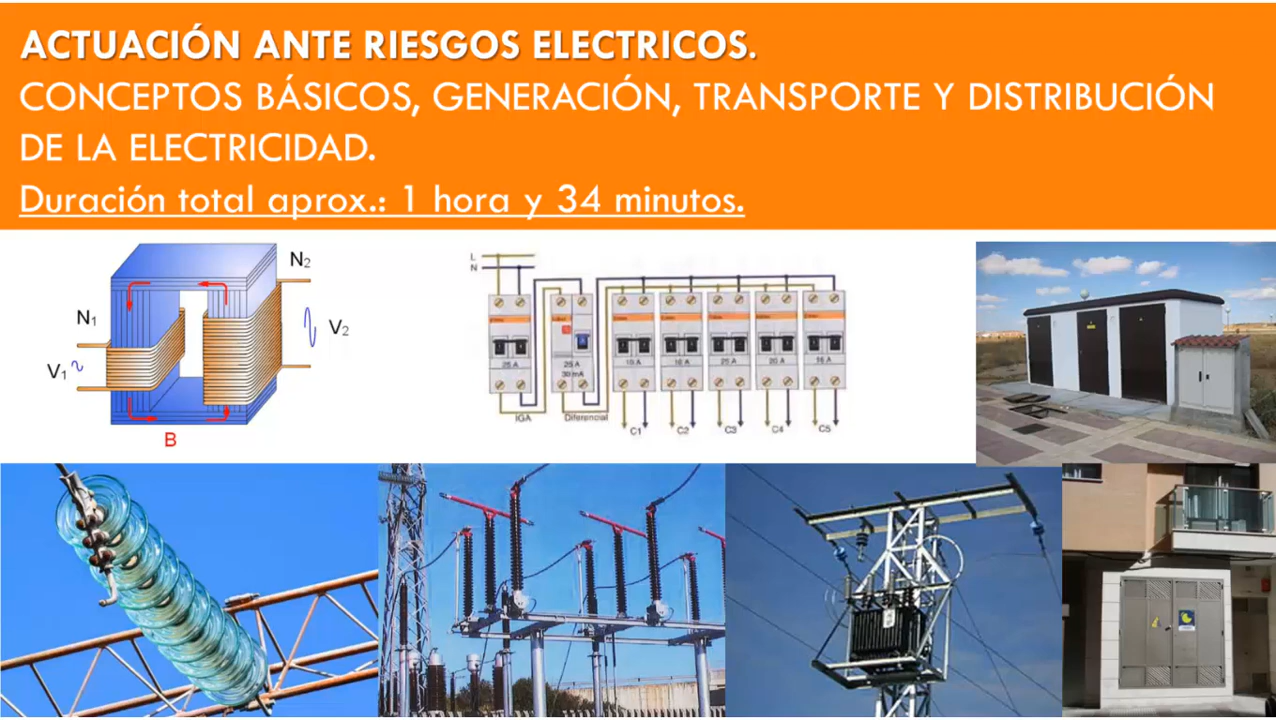 ACTUACIÓN ANTE RIESGOS ELECTRICOS.
CONCEPTOS BÁSICOS, GENERACIÓN, TRANSPORTE Y DISTRIBUCIÓN
DE LA ELECTRICIDAD.
Duración total aprox.: 1 hora y 34 minutos.
N2
N1
V2
V1
B
L
N
25 A
25 A
30 mA
10 A
16 A
25 A
20 A
16 A
IGA
Diferencial
C1
C2
C3
C4
C5